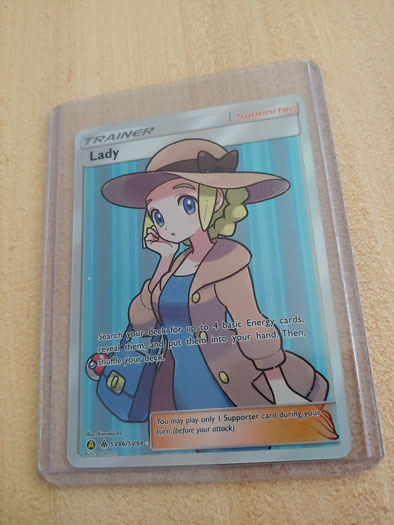 TRAINER
Supporter
Lady
Search your deck for up to 4 basic Energy cards,
reveal them, and put them into your hand. Then,
shuffle your deck.
You may play only 1 Supporter card during your
turn (before your attack).
Illus.
SV86/SV94